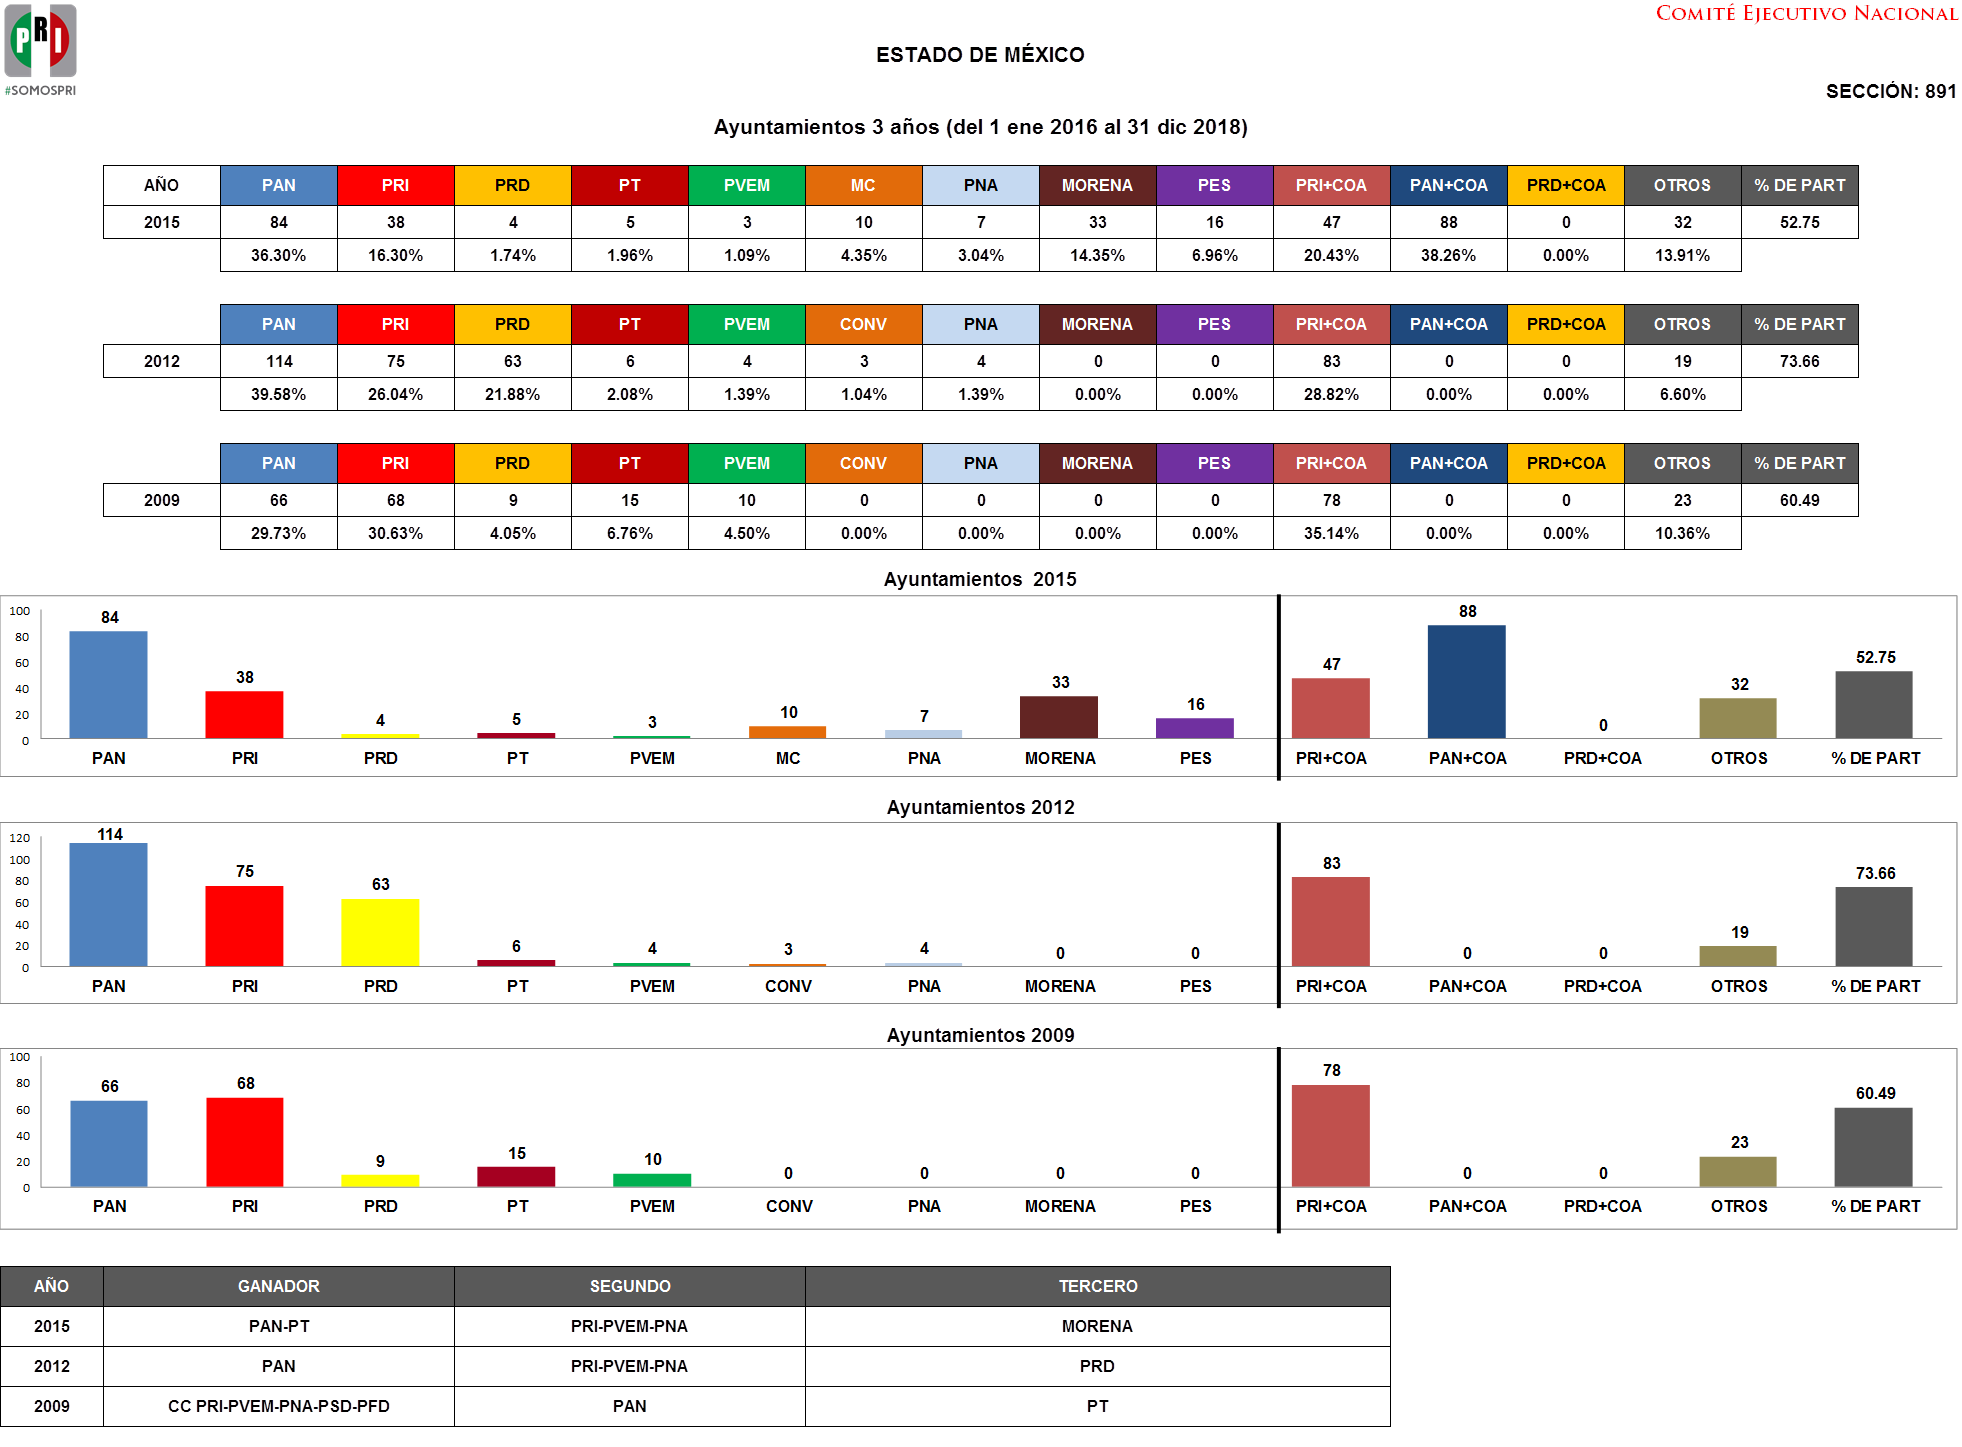 PRI
#SOMOSPRI
COMITÉ EJECUTIVO NACIONAL
ESTADO DE MÉXICO
SECCIÓN: 891
Ayuntamientos 3 años (del 1 ene 2016 al 31 dic 2018)
AÑO PAN PRI PRD PT PVEM MC PNA MORENA PES PRI+COA PAN+COA PRD+COA OTROS % DE PART
2015 84 38 4 5 3 10 7 33 16 47 88 0 32 52.75
36.30% 16.30% 1.74% 1.96% 1.09% 4.35% 3.04% 14.35% 6.96% 20.43% 38.26% 0.00% 13.91%
PAN PRI PRD PT PVEM CONV PNA MORENA PES PRI+COA PAN+COA PRD+COA OTROS % DE PART
2012 114 75 63 6 4 3 4 0 0 83 0 0 19 73.66
39.58% 26.04% 21.88% 2.08% 1.39% 1.04% 1.39% 0.00% 0.00% 28.82% 0.00% 0.00% 6.60%
PAN PRI PRD PT PVEM CONV PNA MORENA PES PRI+COA PAN+COA PRD+COA OTROS % DE PART
2009 66 68 9 15 10 0 0 0 0 78 0 0 23 60.49
29.73% 30.63% 4.05% 6.76% 4.50% 0.00% 0.00% 0.00% 0.00% 35.14% 0.00% 0.00% 10.36%
Ayuntamientos 2015
100
80
60
40
20
0
84 38 4 5 3 10 7 33 16 47 88 0 32 52.75
PAN PRI PRD PT PVEM MC PNA MORENA PES PRI+COA PAN+COA PRD+COA OTROS % DE PART
Ayuntamientos 2012
120
100
80
60
40
20
0
114 75 63 6 4 3 4 0 0 83 0 0 19 73.66
PAN PRI PRD PT PVEM CONV PNA MORENA PES PRI+COA PAN+COA PRD+COA OTROS % DE PART
Ayuntamientos 2009
100
80
60
40
20
0
66 68 9 15 10 0 0 0 0 78 0 0 23 60.49
PAN PRI PRD PT PVEM CONV PNA MORENA PES PRI+COA PAN+COA PRD+COA OTROS % DE PART
AÑO GANADOR SEGUNDO TERCERO
2015 PAN-PT PRI-PVEM-PNA MORENA
2012 PAN PRI-PVEM-PNA PRD
2009 CC PRI-PVEM-PNA-PSD-PFD PAN PT